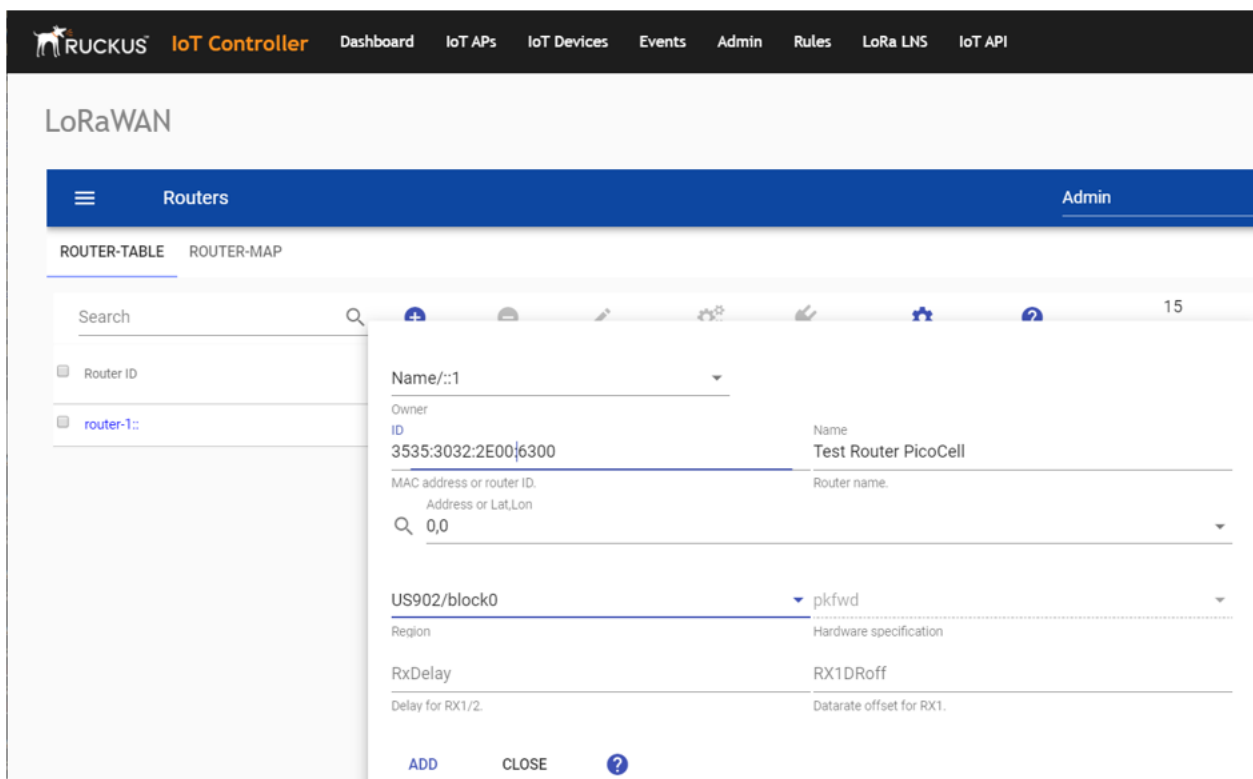 RUCKUS IoT Controller Dashboard IoT APs IoT Devices Events Admin Rules LoRa LNS IoT API
LoRaWAN
Routers Admin
ROUTER-TABLE ROUTER-MAP
Search 15
Router ID
router-1::
Name/::1
Owner
ID Name
3535:3032:2E00:6300 Test Router PicoCell
MAC address or router ID. Router name.
Address or Lat,Lon
0,0
US902/block0 pkfwd
Region Hardware specification
RxDelay RX1DRoff
Delay for RX1/2. Datarate offset for RX1.
ADD CLOSE